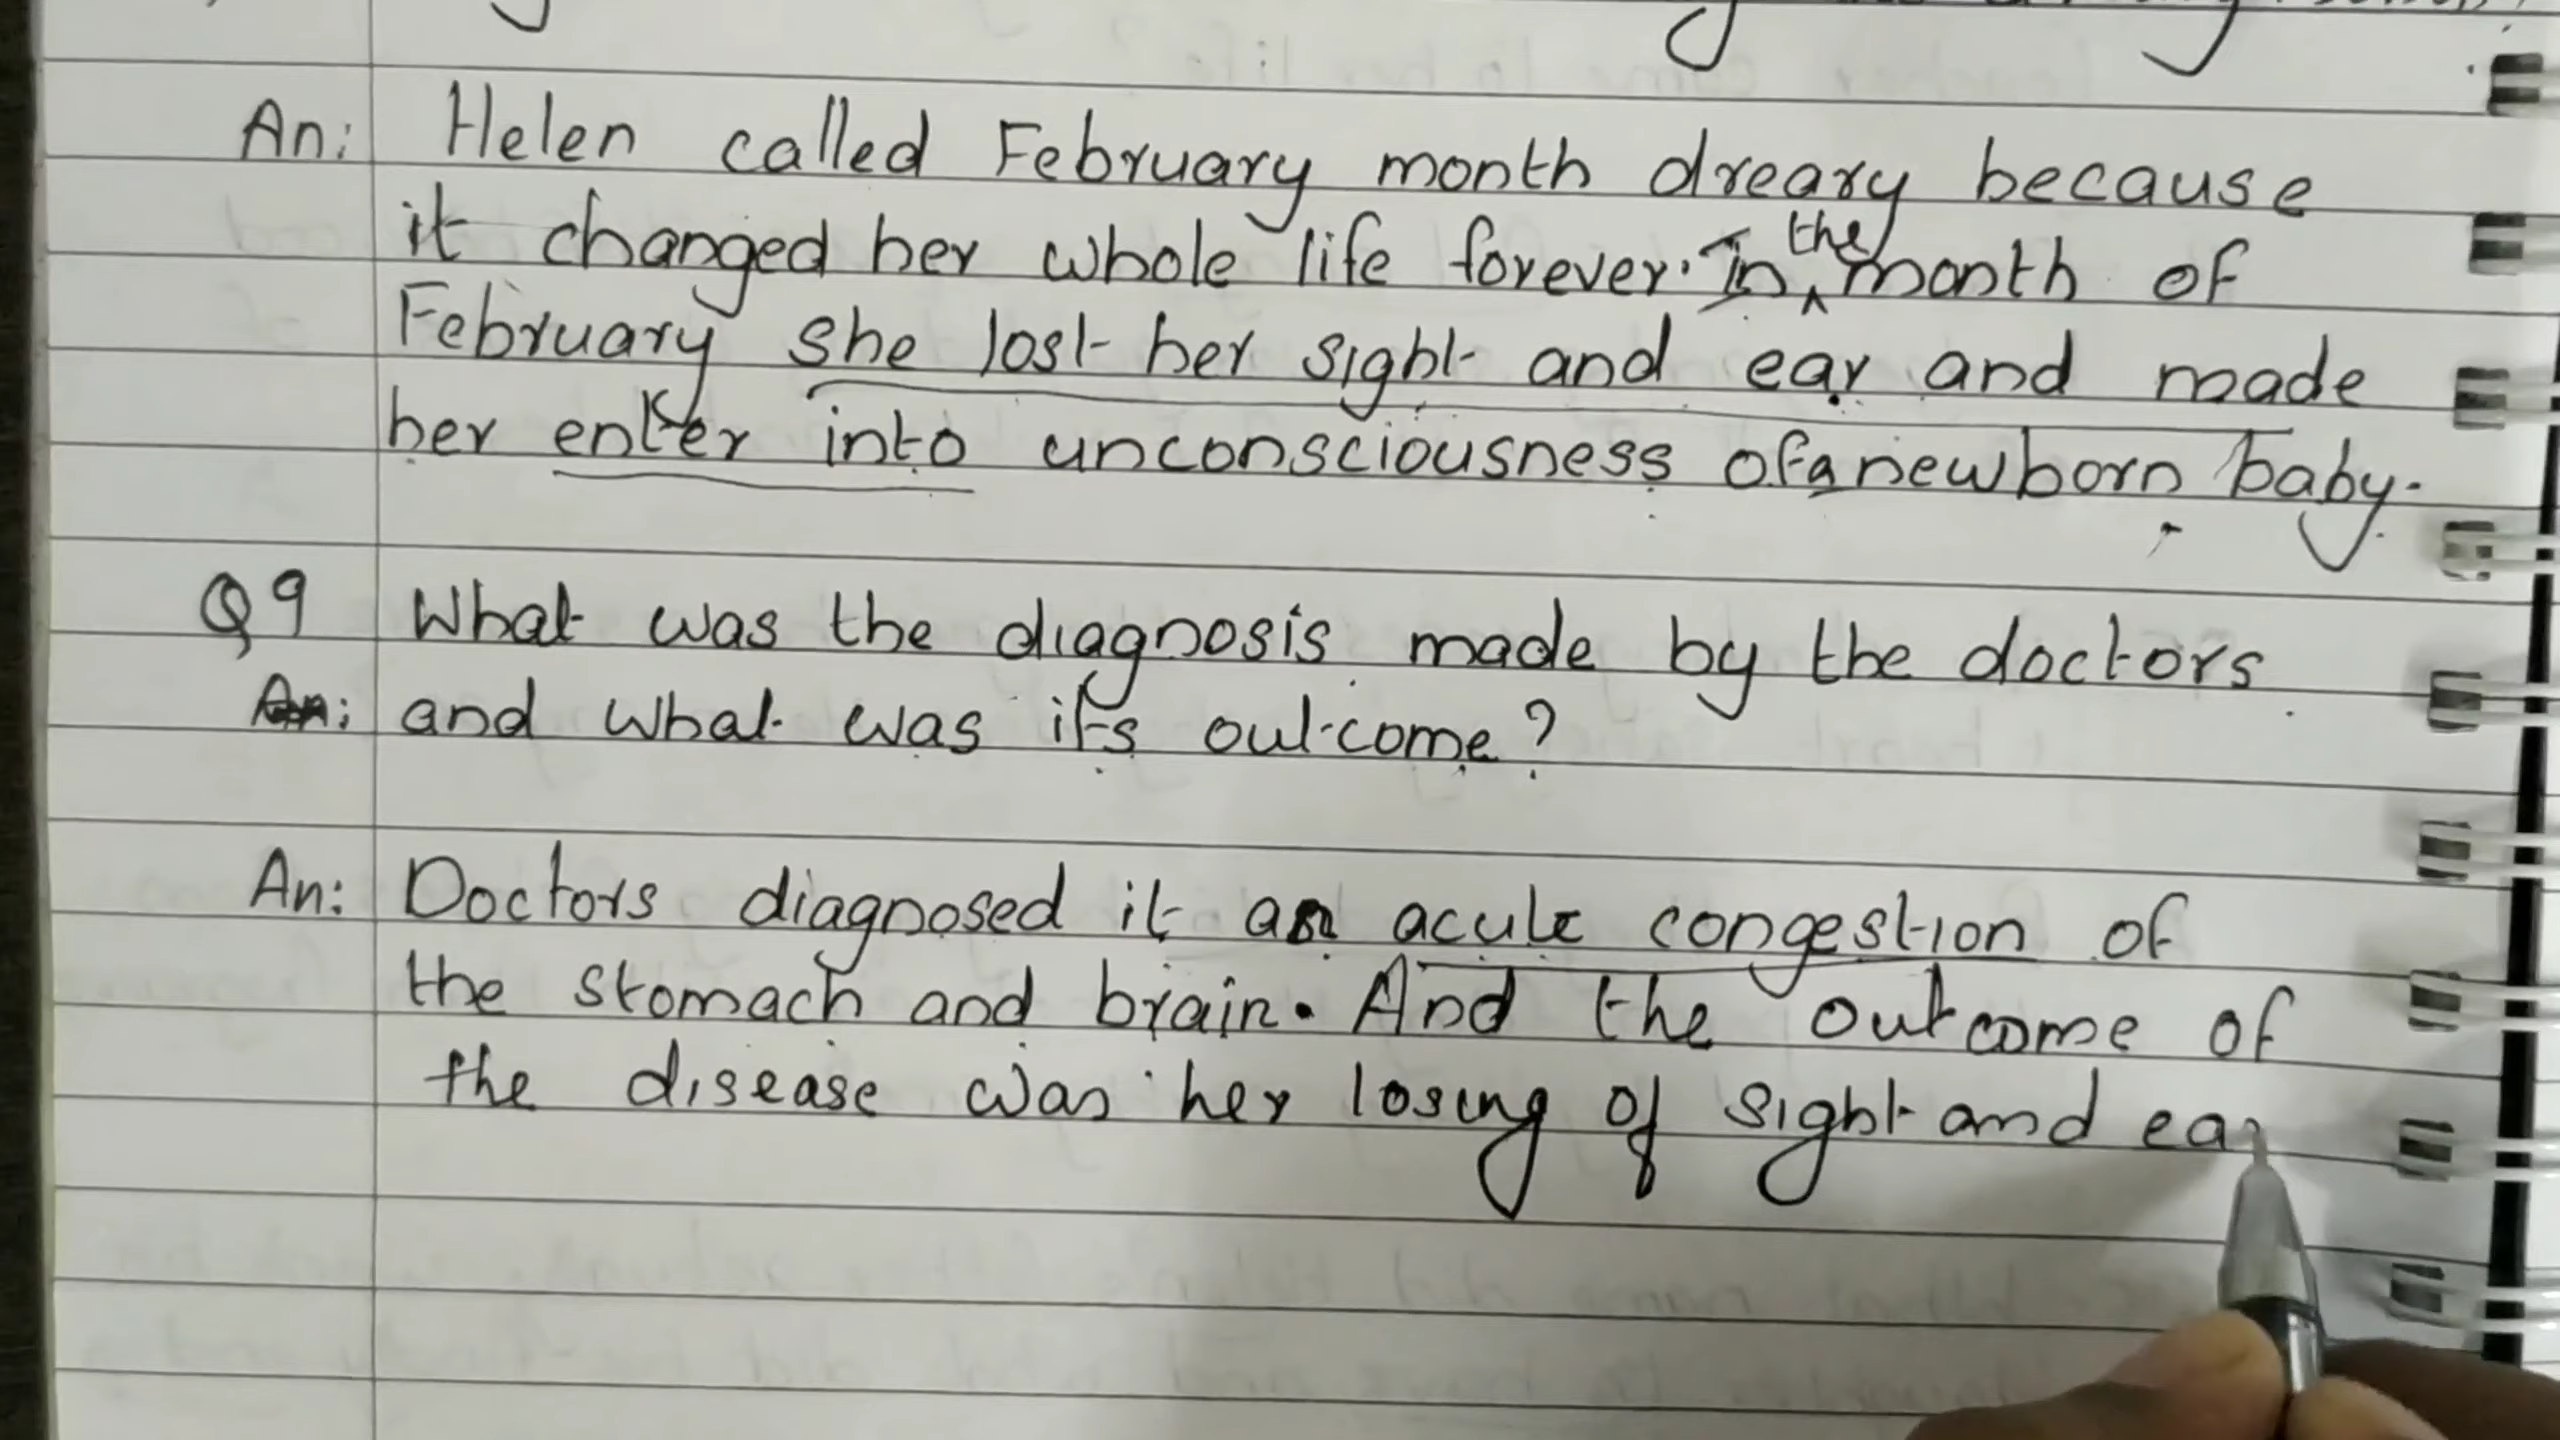 An: Helen called February month dreary because
it changed her whole life forever. In the month of
February she lost her sight and ear and made
her enter into unconsciousness of a newborn baby.
Q9 What was the diagnosis made by the doctors
An: and what was its outcome?
An: Doctors diagnosed it an acute congestion of
the stomach and brain. And the outcome of
the disease was her losing of sight and ear